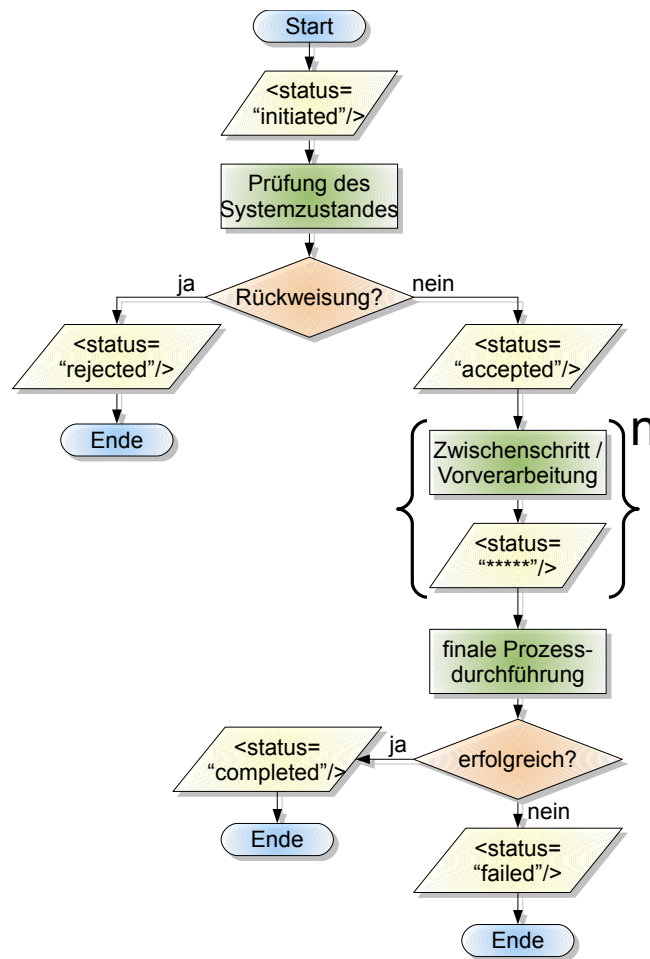 Start
<status=
“initiated”/>
Prüfung des
Systemzustandes
ja
Rückweisung?
nein
<status=
“rejected”/>
<status=
“accepted”/>
Ende
n
Zwischenschritt /
Vorverarbeitung
<status=
“*****”/>
finale Prozess-
durchführung
<status=
“completed”/>
ja
erfolgreich?
nein
Ende
<status=
“failed”/>
Ende